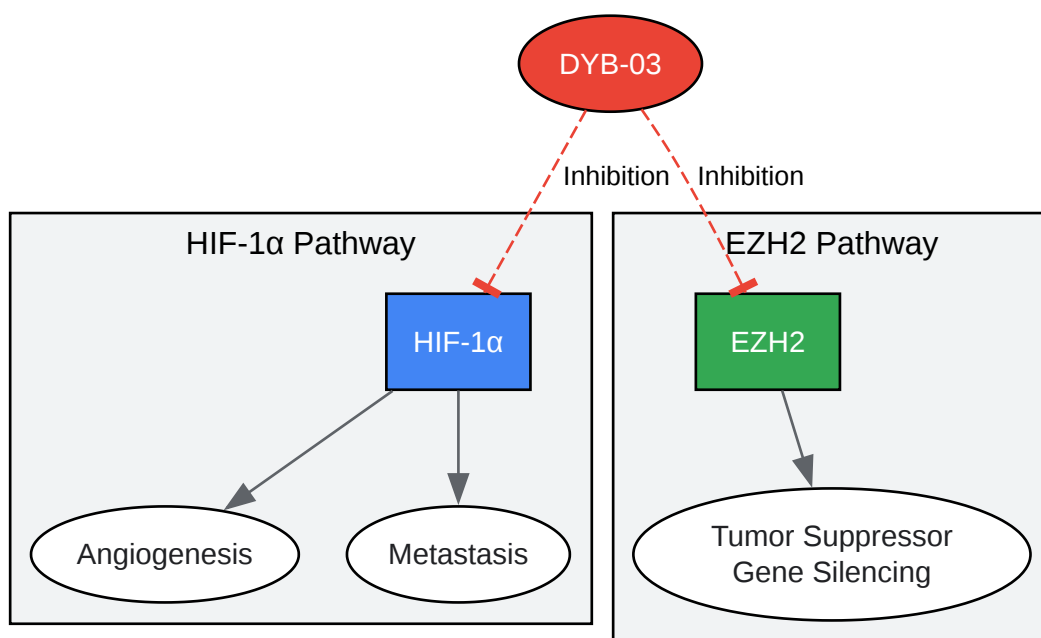 DYB-03
Inhibition
Inhibition
HIF-1α Pathway
EZH2 Pathway
HIF-1α
EZH2
Angiogenesis
Metastasis
Tumor Suppressor
Gene Silencing